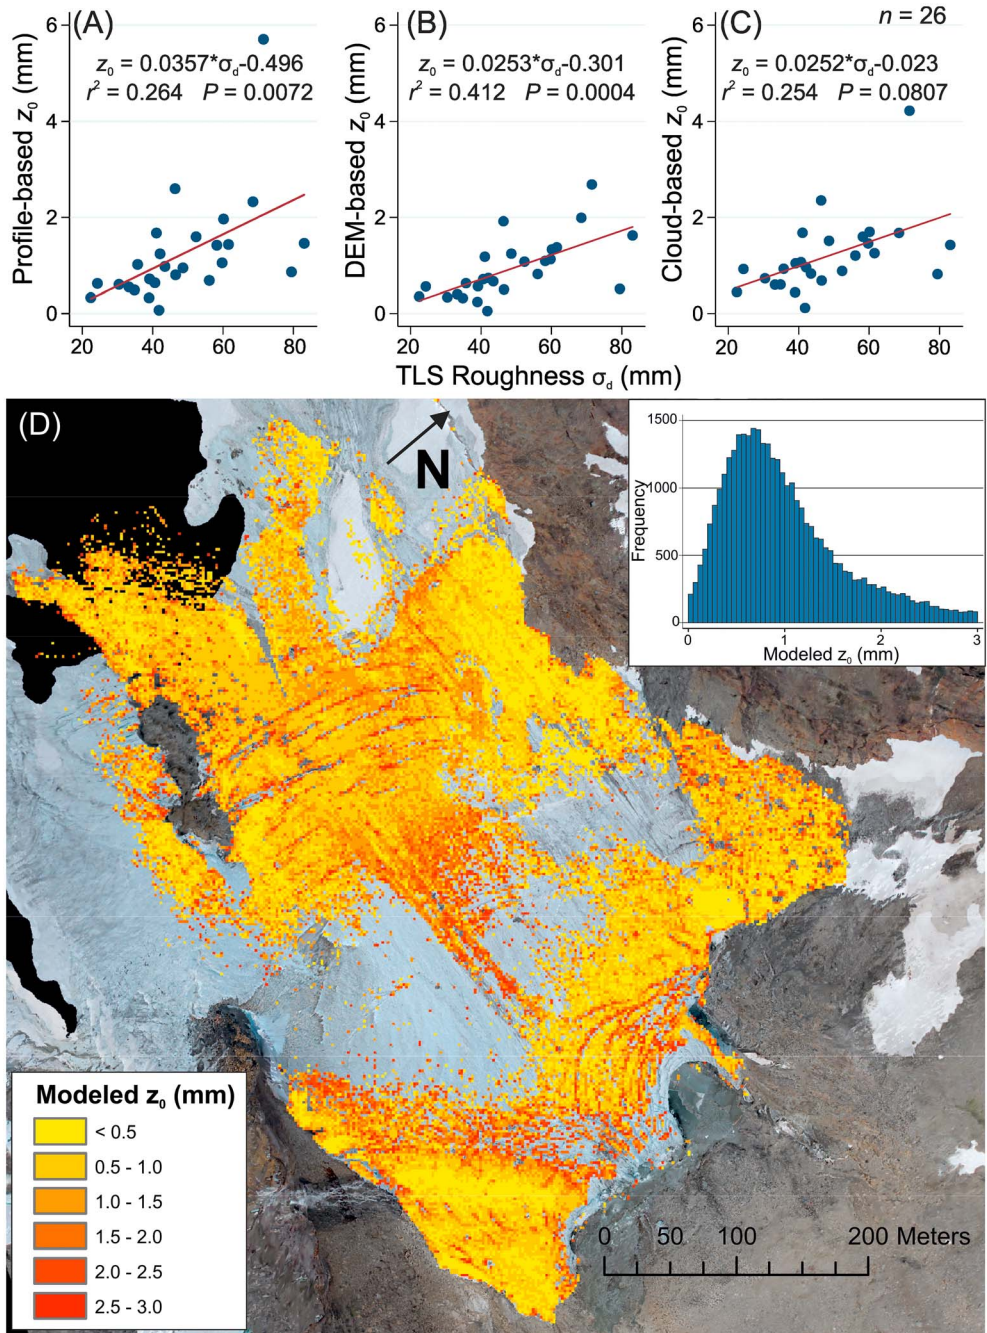 (A)
z₀ = 0.0357*σd-0.496
r² = 0.264 P = 0.0072
Profile-based z₀ (mm)
6
4
2
0
20 40 60 80
(B)
z₀ = 0.0253*σd-0.301
r² = 0.412 P = 0.0004
DEM-based z₀ (mm)
6
4
2
0
20 40 60 80
(C)
n = 26
z₀ = 0.0252*σd-0.023
r² = 0.254 P = 0.0807
Cloud-based z₀ (mm)
6
4
2
0
20 40 60 80
TLS Roughness σd (mm)
(D)
N
1500
1000
500
0
Frequency
0 1 2 3
Modeled z₀ (mm)
Modeled z₀ (mm)
< 0.5
0.5 - 1.0
1.0 - 1.5
1.5 - 2.0
2.0 - 2.5
2.5 - 3.0
0 50 100 200 Meters